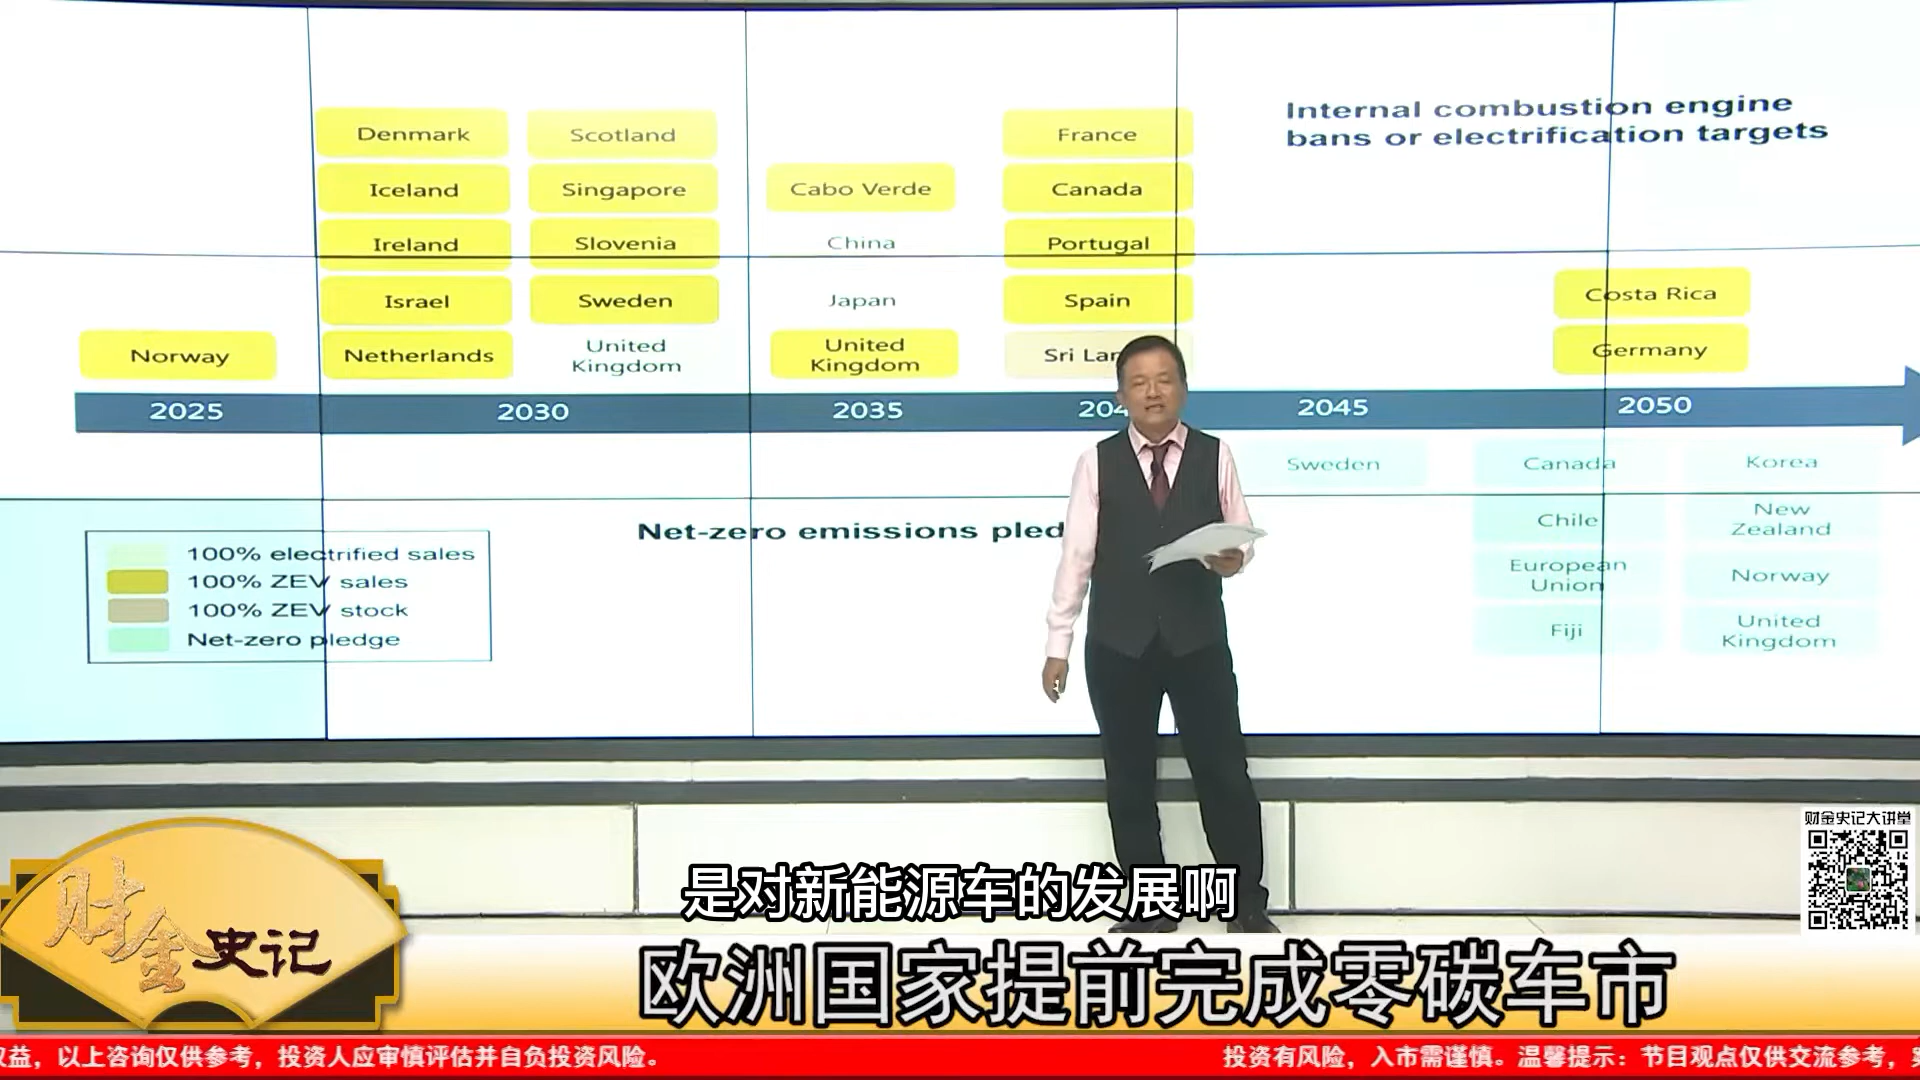 Internal combustion engine
bans or electrification targets
Denmark
Scotland
France
Iceland
Singapore
Cabo Verde
Canada
Ireland
Slovenia
China
Portugal
Israel
Sweden
Japan
Spain
Costa Rica
Norway
Netherlands
United
Kingdom
United
Kingdom
Sri Lan
Germany
2025
2030
2035
204
2045
2050
Sweden
Canada
Korea
Net-zero emissions pled
Chile
New
Zealand
European
Union
Norway
Fiji
United
Kingdom
100% electrified sales
100% ZEV sales
100% ZEV stock
Net-zero pledge
财金史记大讲堂
是对新能源车的发展啊
财金史记
欧洲国家提前完成零碳车市
权益，以上咨询仅供参考，投资人应审慎评估并自负投资风险。
投资有风险，入市需谨慎。温馨提示：节目观点仅供交流参考，